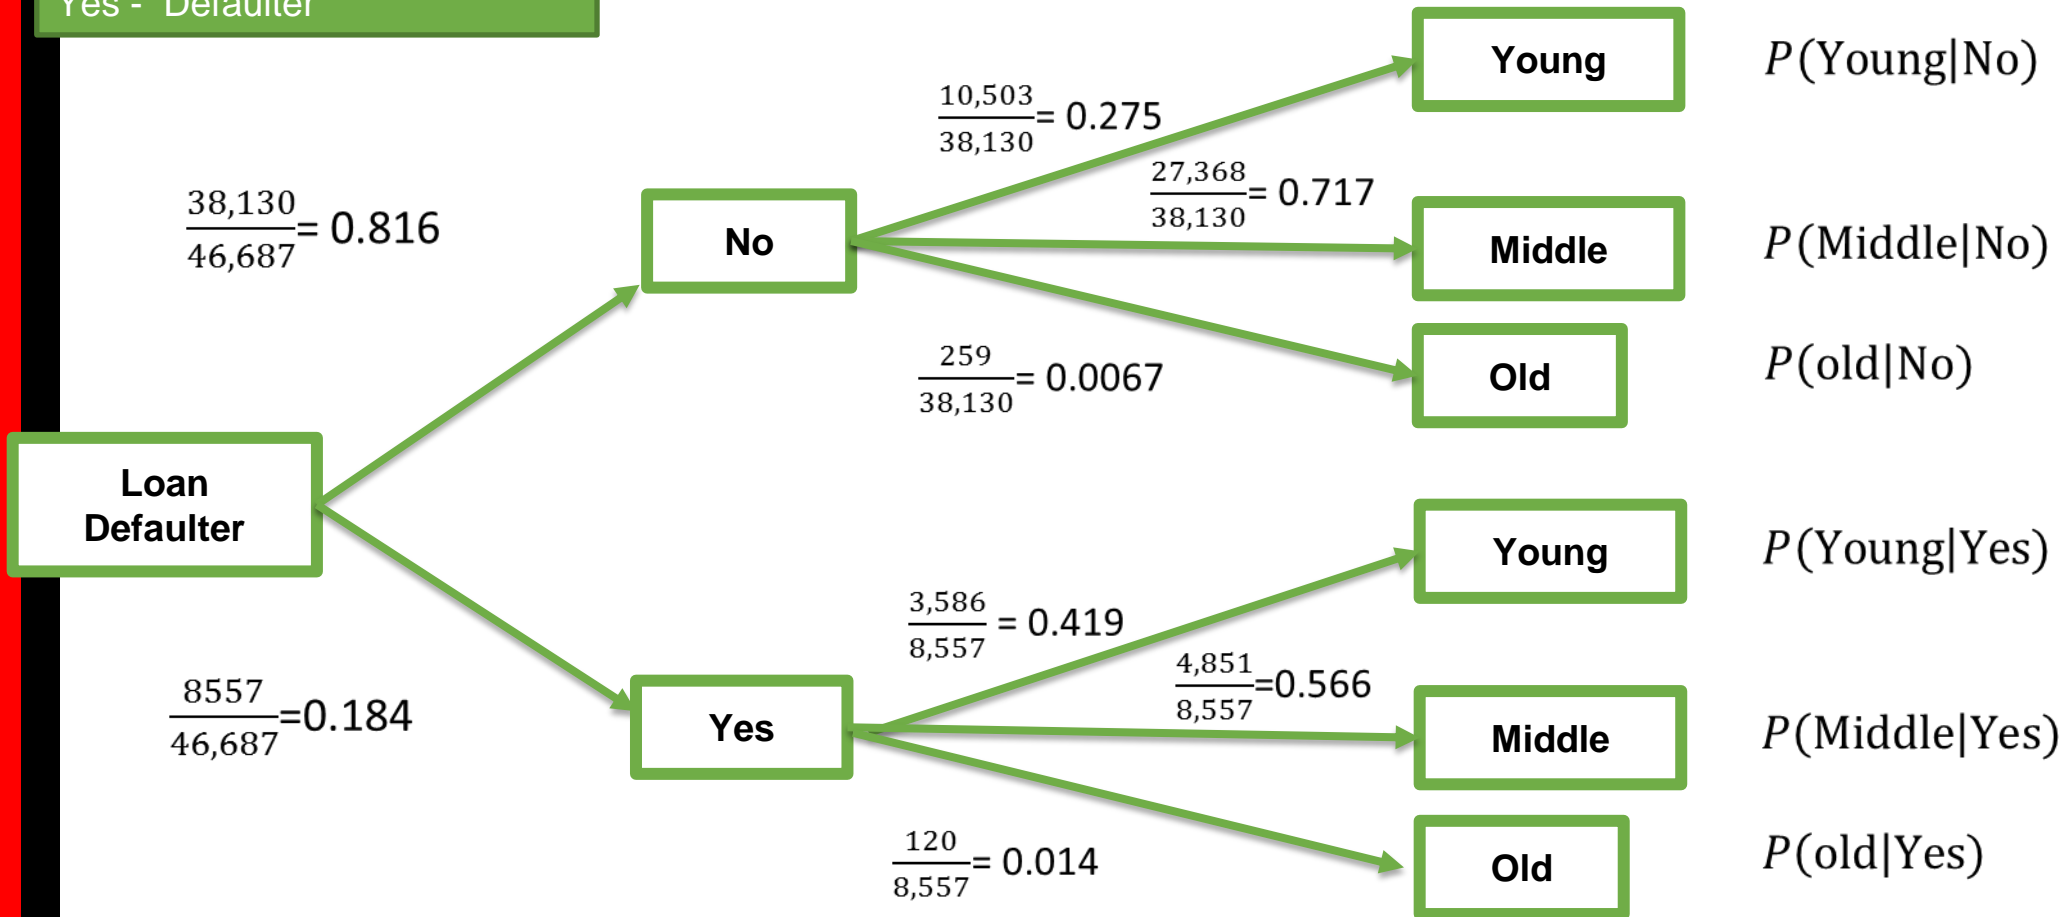 Yes - Defaulter
10,503/38,130 = 0.275
Young
P(Young|No)
38,130/46,687 = 0.816
No
27,368/38,130 = 0.717
Middle
P(Middle|No)
259/38,130 = 0.0067
Old
P(old|No)
Loan
Defaulter
3,586/8,557 = 0.419
Young
P(Young|Yes)
8557/46,687 =0.184
Yes
4,851/8,557 =0.566
Middle
P(Middle|Yes)
120/8,557 = 0.014
Old
P(old|Yes)